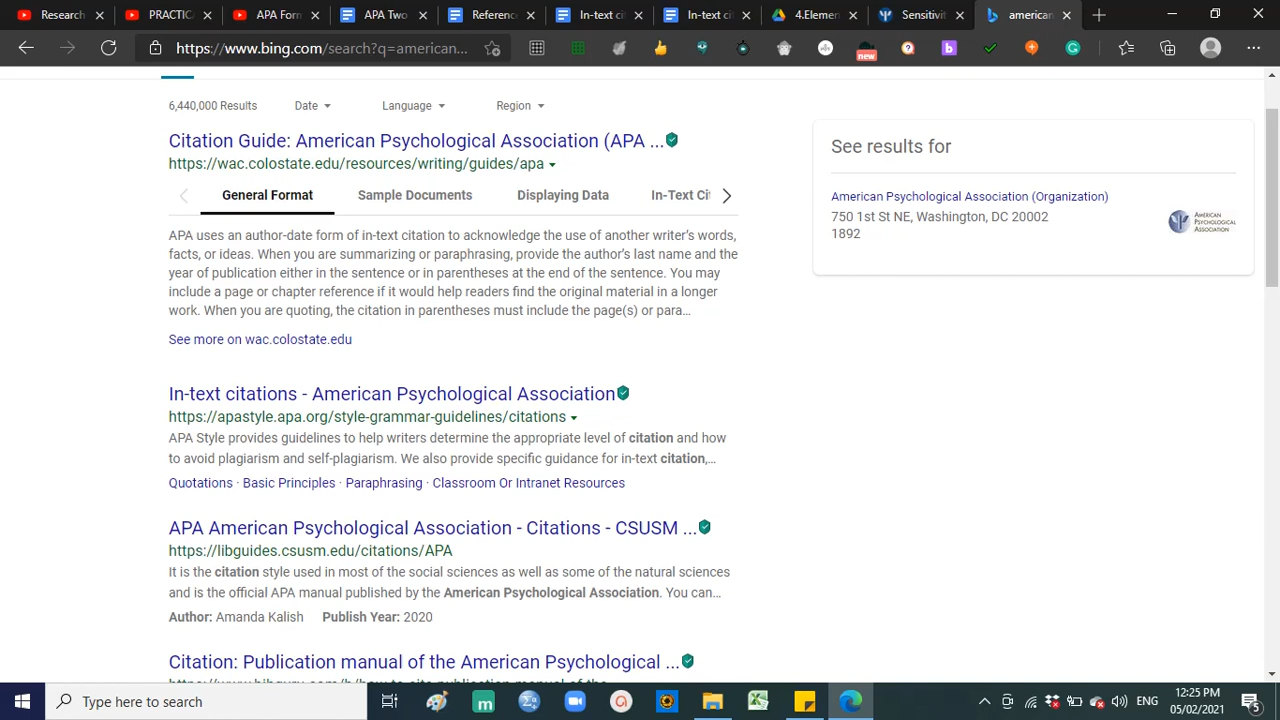 Research
PRACTIC
APA For
APA Two
Reference
In-text ci
In-text ci
4.Elemen
Sensitivit
american
https://www.bing.com/search?q=american...
new
6,440,000 Results Date Language Region
Citation Guide: American Psychological Association (APA ...
https://wac.colostate.edu/resources/writing/guides/apa
General Format Sample Documents Displaying Data In-Text Cit
APA uses an author-date form of in-text citation to acknowledge the use of another writer's words,
facts, or ideas. When you are summarizing or paraphrasing, provide the author's last name and the
year of publication either in the sentence or in parentheses at the end of the sentence. You may
include a page or chapter reference if it would help readers find the original material in a longer
work. When you are quoting, the citation in parentheses must include the page(s) or para…
See more on wac.colostate.edu
In-text citations - American Psychological Association
https://apastyle.apa.org/style-grammar-guidelines/citations
APA Style provides guidelines to help writers determine the appropriate level of citation and how
to avoid plagiarism and self-plagiarism. We also provide specific guidance for in-text citation,…
Quotations · Basic Principles · Paraphrasing · Classroom Or Intranet Resources
APA American Psychological Association - Citations - CSUSM ...
https://libguides.csusm.edu/citations/APA
It is the citation style used in most of the social sciences as well as some of the natural sciences
and is the official APA manual published by the American Psychological Association. You can…
Author: Amanda Kalish Publish Year: 2020
Citation: Publication manual of the American Psychological ...
See results for
American Psychological Association (Organization)
750 1st St NE, Washington, DC 20002
1892
AMERICAN
PSYCHOLOGICAL
ASSOCIATION
Type here to search
ENG
12:25 PM
05/02/2021
5